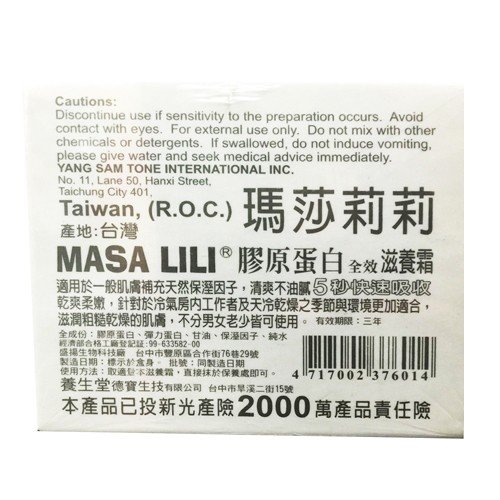 Cautions:
Discontinue use if sensitivity to the preparation occurs. Avoid
contact with eyes. For external use only. Do not mix with other
chemicals or detergents. If swallowed, do not induce vomiting,
please give water and seek medical advice immediately.
YANG SAM TONE INTERNATIONAL INC.
No. 11, Lane 50, Hanxi Street,
Taichung City 401,
Taiwan, (R.O.C.) 瑪莎莉莉
產地:台灣
MASA LILI® 膠原蛋白全效滋養霜
適用於一般肌膚補充天然保溼因子,清爽不油膩5秒快速吸收
乾爽柔嫩,針對於冷氣房內工作者及天冷乾燥之季節與環境更加適合,
滋潤粗糙乾燥的肌膚,不分男女老少皆可使用。有效期限:三年
全成份:膠原蛋白、彈力蛋白、甘油、保溼因子、純水
經濟部合格工廠登記証:99-63582-00
盛揚生物科技廠 台中市豐原區合作街76巷29號
製造日期:標示於商身 批號:同製造日期
使用方法:取適量本滋養霜,直接抹於保養處即可。
養生堂德寶生技有限公司 台中市旱溪二街15號
4 717002 376014
本產品已投新光產險2000萬產品責任險